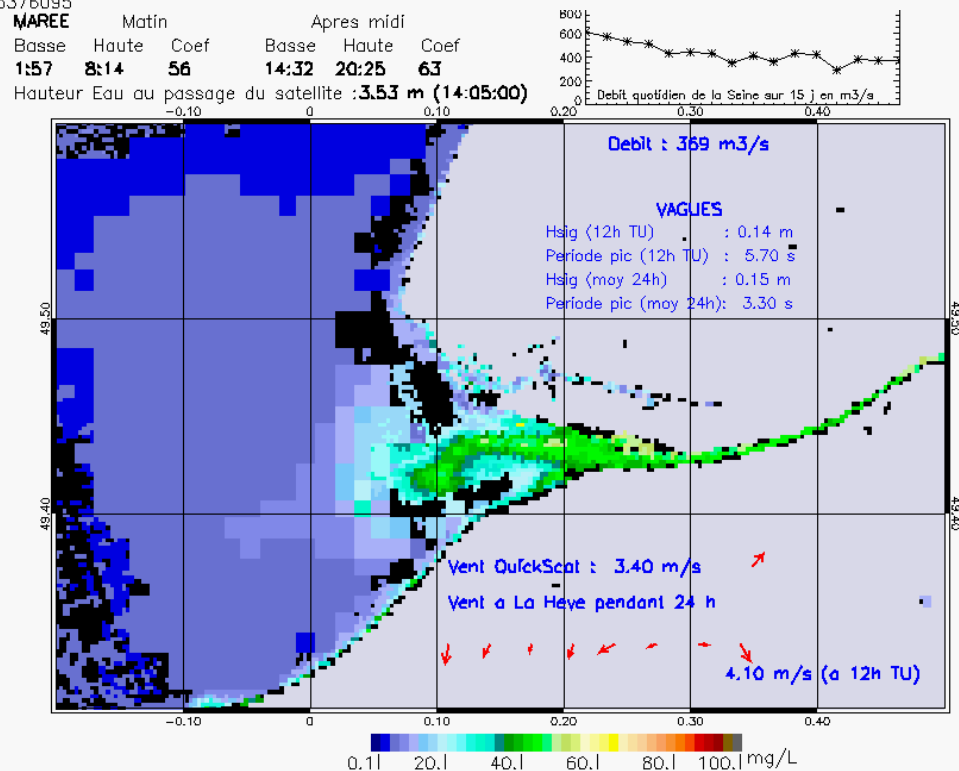 MAREE Matin Apres midi
Basse Haute Coef Basse Haute Coef
1:57 8:14 56 14:32 20:25 63
Hauteur Eau au passage du satellite : 3.53 m (14:05:00)
800
600
400
200
0
Debit quotidien de la Seine sur 15 j en m3/s
-0.10 0 0.10 0.20 0.30 0.40
Debit : 369 m3/s
VAGUES
Hsig (12h TU) : 0.14 m
Periode pic (12h TU) : 5.70 s
Hsig (moy 24h) : 0.15 m
Periode pic (moy 24h): 3.30 s
49.50 49.50
49.40 49.40
Vent QuickScat : 3.40 m/s
Vent a La Heve pendant 24 h
4.10 m/s (a 12h TU)
-0.10 0 0.10 0.20 0.30 0.40
0.1 20. 40. 60. 80. 100. mg/L